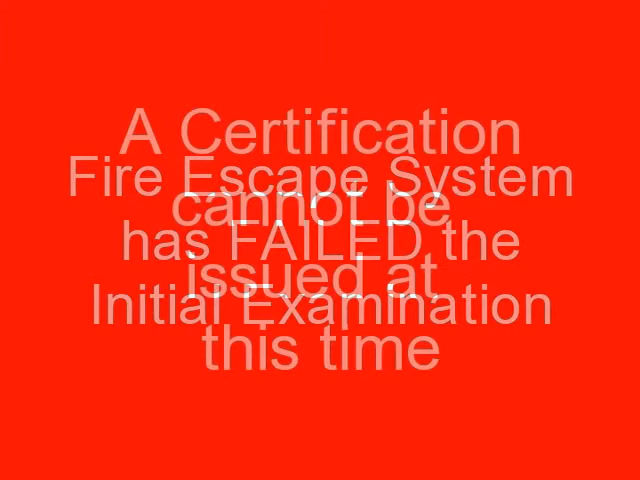 A Certification
cannot be
issued at
this time
Fire Escape System
has FAILED the
Initial Examination